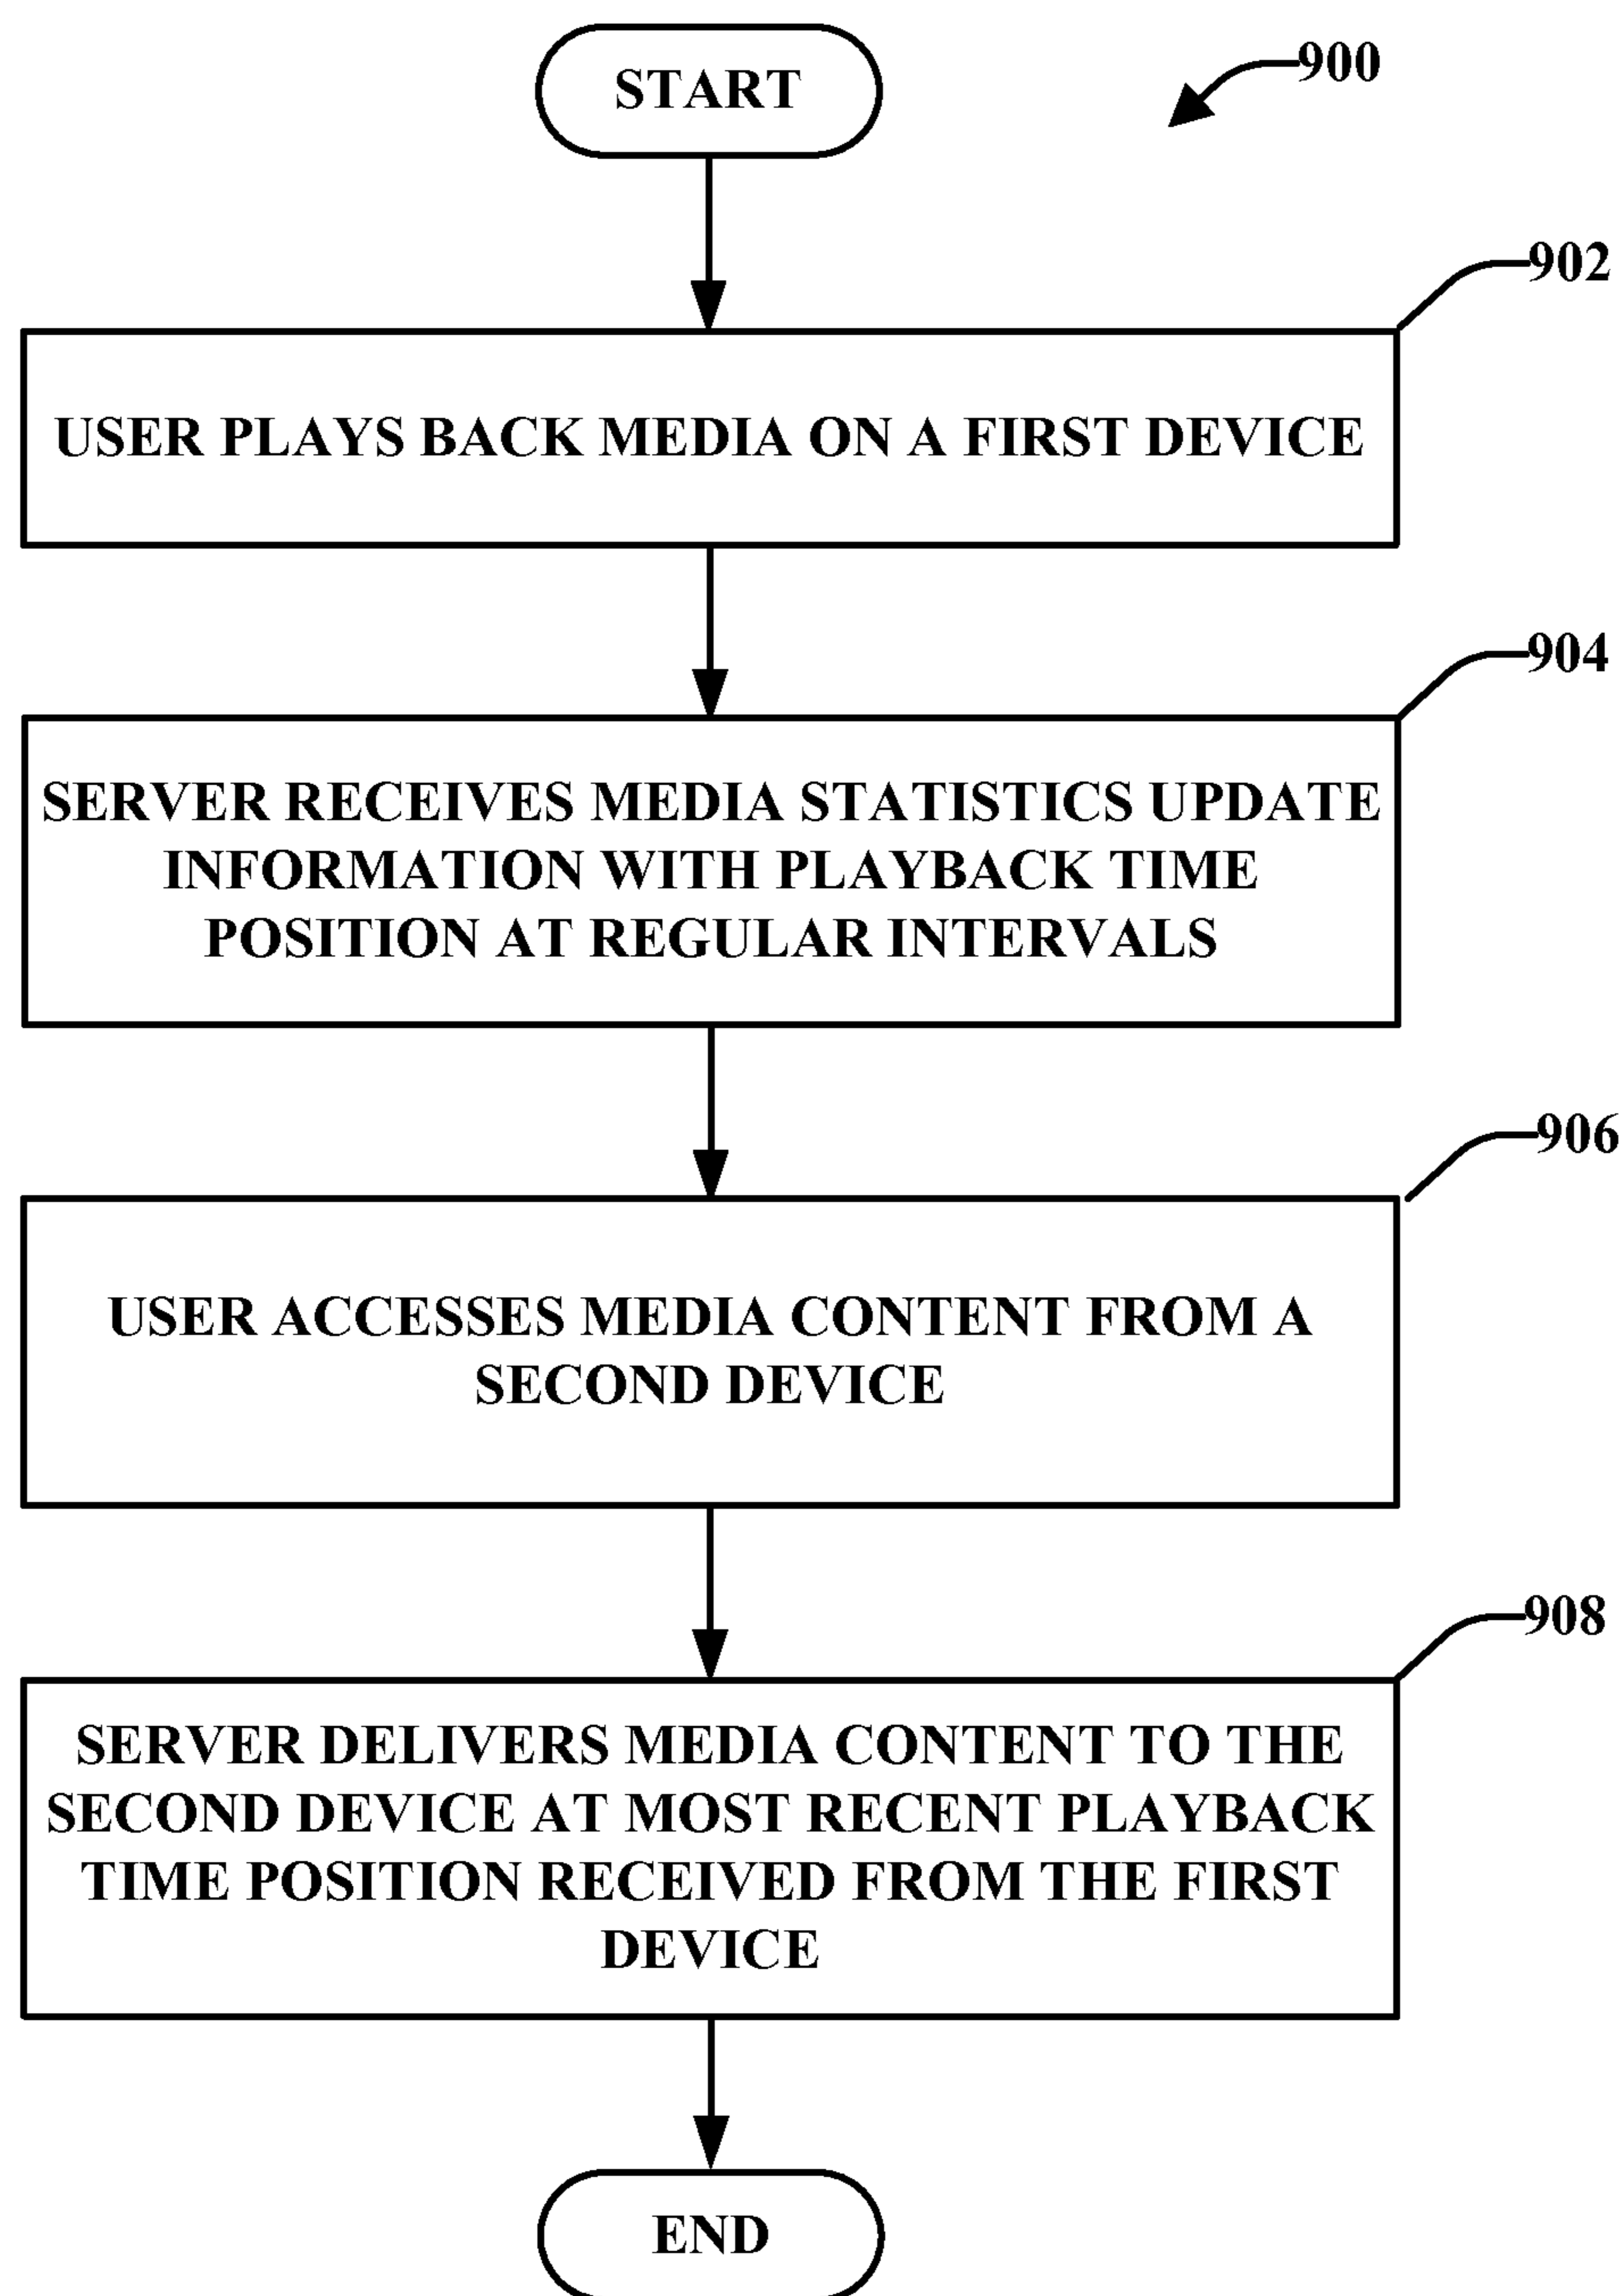 START
900
902
USER PLAYS BACK MEDIA ON A FIRST DEVICE
904
SERVER RECEIVES MEDIA STATISTICS UPDATE
INFORMATION WITH PLAYBACK TIME
POSITION AT REGULAR INTERVALS
906
USER ACCESSES MEDIA CONTENT FROM A
SECOND DEVICE
908
SERVER DELIVERS MEDIA CONTENT TO THE
SECOND DEVICE AT MOST RECENT PLAYBACK
TIME POSITION RECEIVED FROM THE FIRST
DEVICE
END